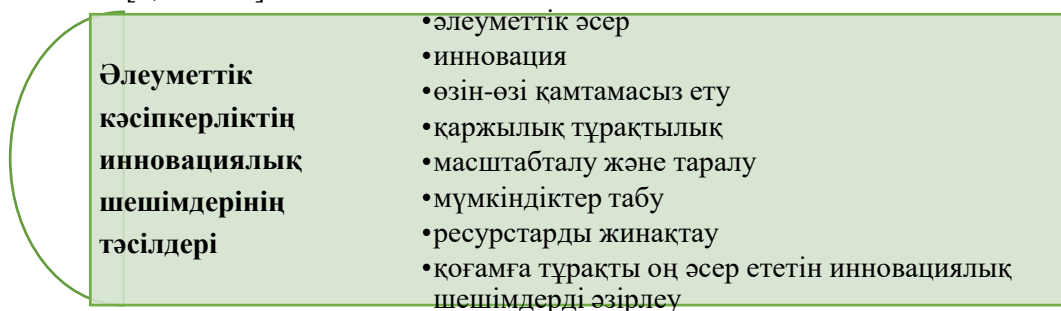 Әлеуметтік
кәсіпкерліктің
инновациялық
шешімдерінің
тәсілдері
•әлеуметтік әсер
•инновация
•өзін-өзі қамтамасыз ету
•қаржылық тұрақтылық
•масштабталу және таралу
•мүмкіндіктер табу
•ресурстарды жинақтау
•қоғамға тұрақты оң әсер ететін инновациялық
шешімдерді әзірлеу